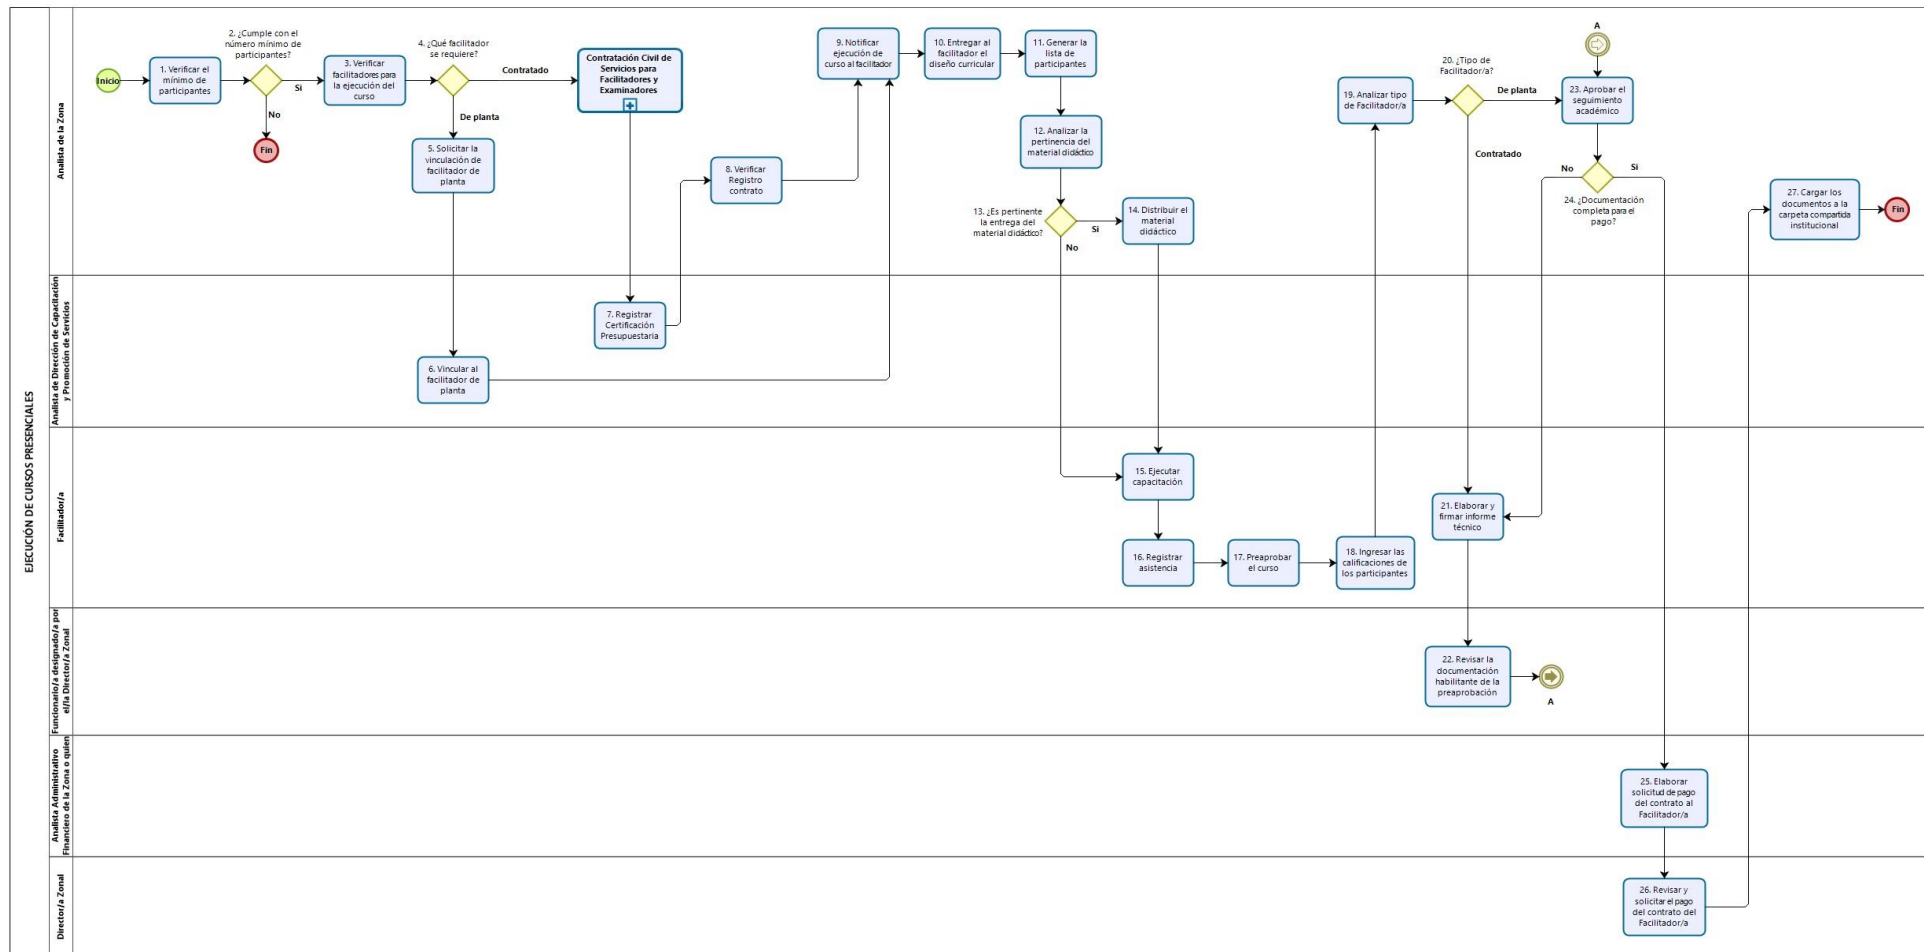 EJECUCIÓN DE CURSOS PRESENCIALES
Analista de la Zona
Inicio
1. Verificar el
mínimo de
participantes
2. ¿Cumple con el
número mínimo de
participantes?
Si
No
Fin
3. Verificar
facilitadores para
la ejecución del
curso
4. ¿Qué facilitador
se requiere?
Contratado
De planta
Contratación Civil de
Servicios para
Facilitadores y
Examinadores
5. Solicitar la
vinculación de
facilitador de
planta
8. Verificar
Registro
contrato
9. Notificar
ejecución de
curso al facilitador
10. Entregar al
facilitador el
diseño curricular
11. Generar la
lista de
participantes
12. Analizar la
pertinencia del
material didáctico
13. ¿Es pertinente
la entrega del
material didáctico?
Si
No
14. Distribuir el
material
didáctico
19. Analizar tipo
de Facilitador/a
20. ¿Tipo de
Facilitador/a?
De planta
Contratado
A
23. Aprobar el
seguimiento
académico
No
Si
24. ¿Documentación
completa para el
pago?
27. Cargar los
documentos a la
carpeta compartida
institucional
Fin
Analista de Dirección de Capacitación
y Promoción de Servicios
7. Registrar
Certificación
Presupuestaria
6. Vincular al
facilitador de
planta
Facilitador/a
15. Ejecutar
capacitación
16. Registrar
asistencia
17. Preaprobar
el curso
18. Ingresar las
calificaciones de
los participantes
21. Elaborar y
firmar informe
técnico
Funcionario/a designado/a por
el/la Director/a Zonal
22. Revisar la
documentación
habilitante de la
preaprobación
A
Analista Administrativo
Financiero de la Zona o quien
25. Elaborar
solicitud de pago
del contrato al
Facilitador/a
Director/a Zonal
26. Revisar y
solicitar el pago
del contrato del
Facilitador/a